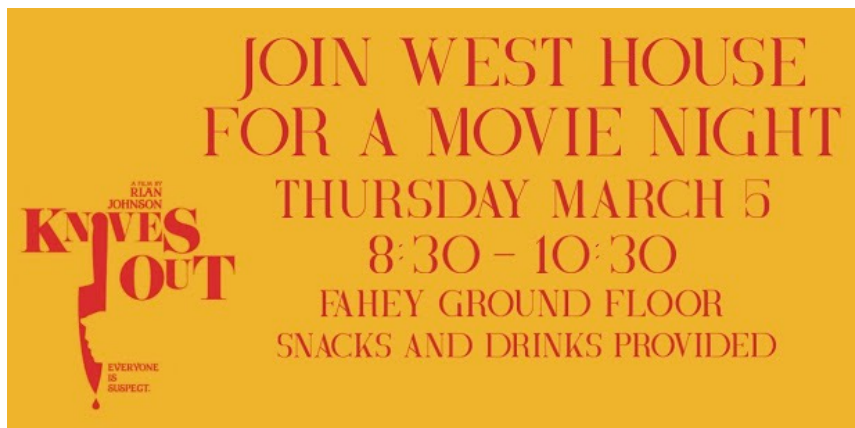 JOIN WEST HOUSE
FOR A MOVIE NIGHT
THURSDAY MARCH 5
8:30 - 10:30
FAHEY GROUND FLOOR
SNACKS AND DRINKS PROVIDED
A FILM BY
RIAN
JOHNSON
KNIVES
OUT
EVERYONE
IS
SUSPECT.